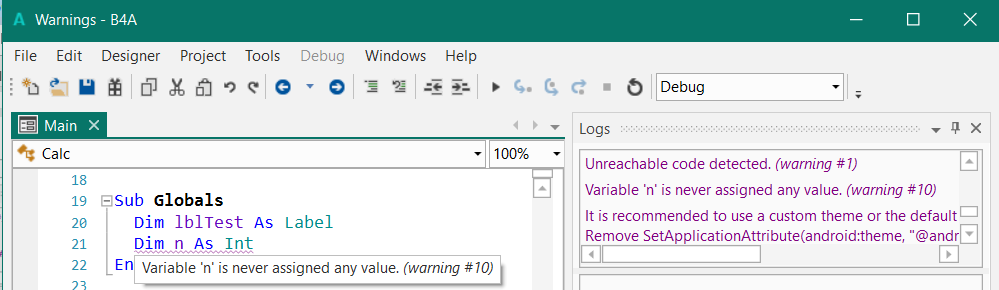 Warnings - B4A
File Edit Designer Project Tools Debug Windows Help
Debug
Main
Calc 100%
18
19 Sub Globals
20 Dim lblTest As Label
21 Dim n As Int
22 En
Variable 'n' is never assigned any value. (warning #10)
23
Logs
Unreachable code detected. (warning #1)
Variable 'n' is never assigned any value. (warning #10)
It is recommended to use a custom theme or the default
Remove SetApplicationAttribute(android:theme, "@andr